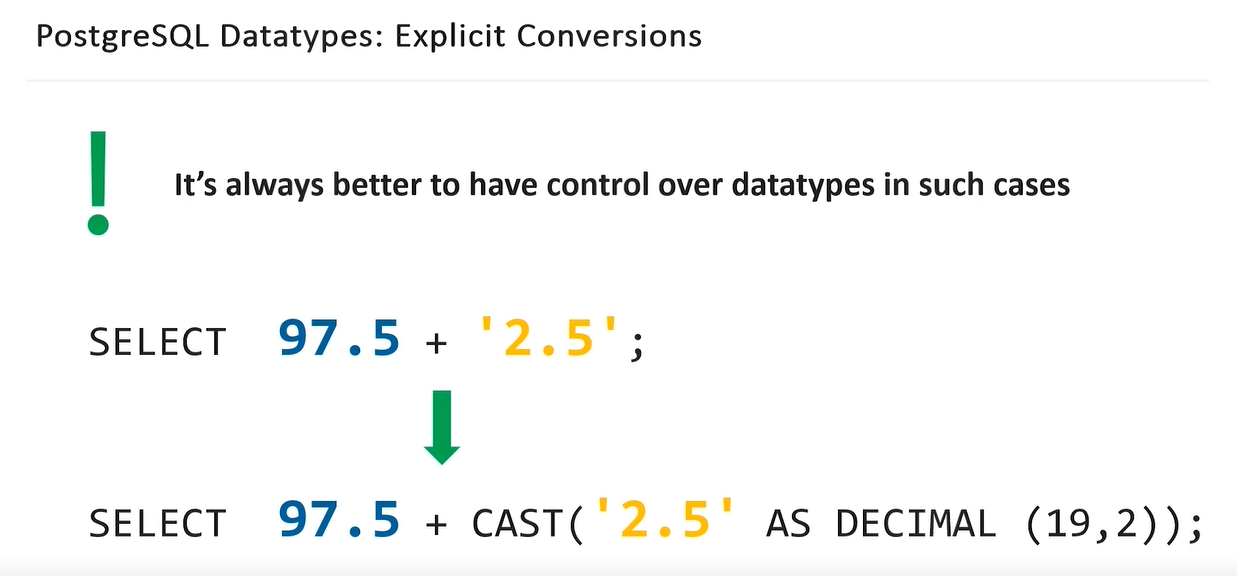 PostgreSQL Datatypes: Explicit Conversions
It’s always better to have control over datatypes in such cases
SELECT 97.5 + '2.5';
SELECT 97.5 + CAST('2.5' AS DECIMAL (19,2));